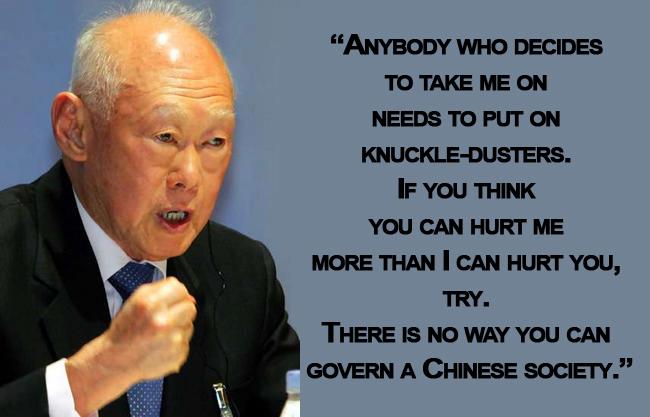 “Anybody who decides
to take me on
needs to put on
knuckle-dusters.
If you think
you can hurt me
more than I can hurt you,
try.
There is no way you can
govern a Chinese society.”